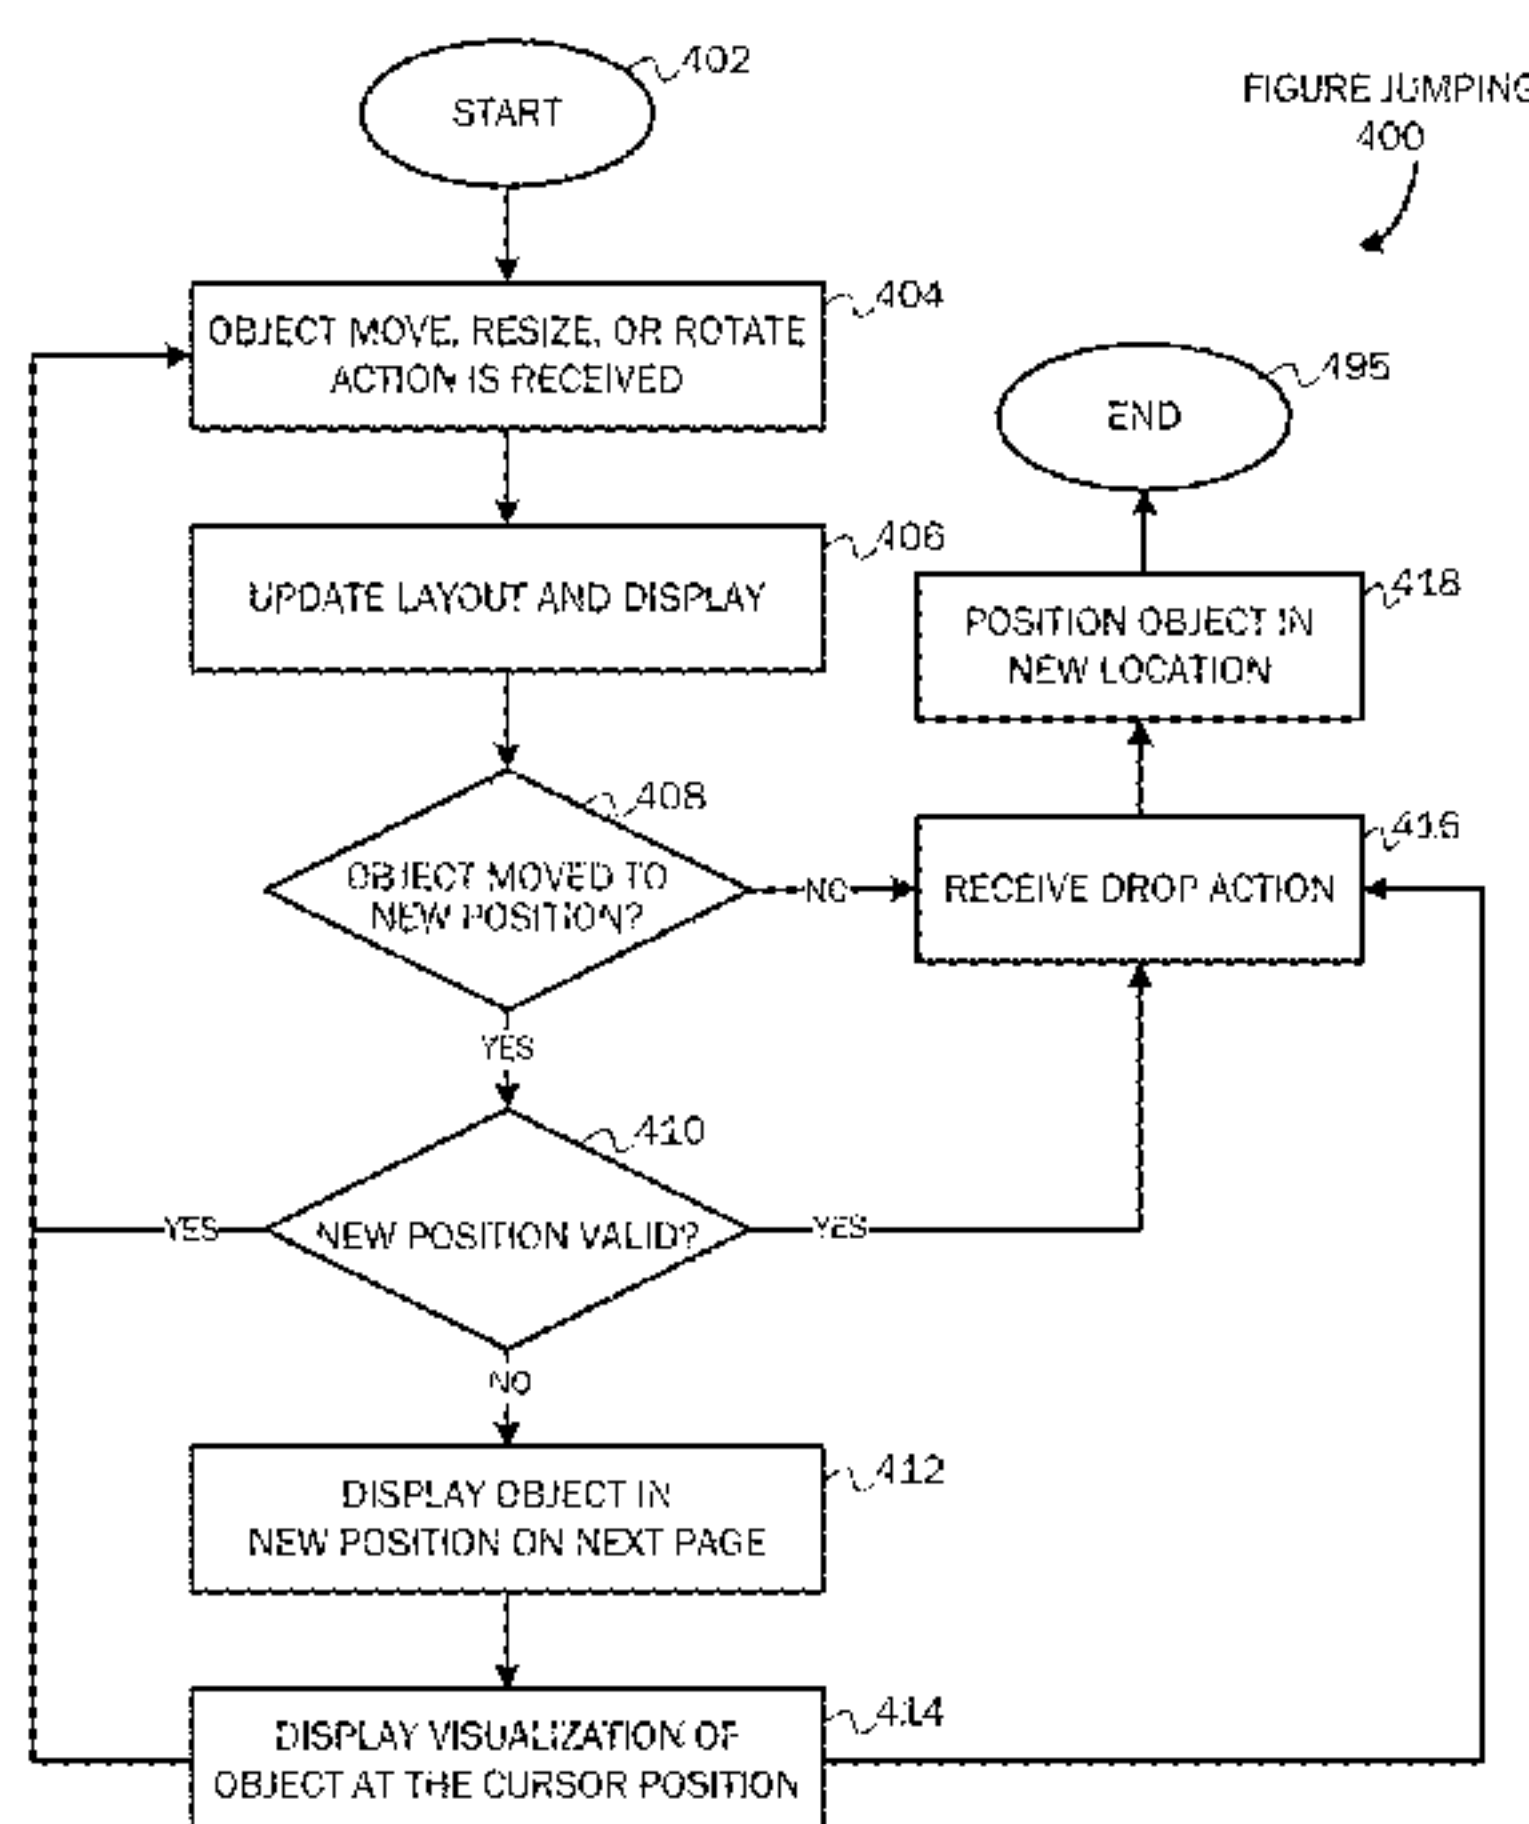 402
START
FIGURE JUMPING
400
404
OBJECT MOVE, RESIZE, OR ROTATE
ACTION IS RECEIVED
495
END
406
UPDATE LAYOUT AND DISPLAY
418
POSITION OBJECT IN
NEW LOCATION
408
OBJECT MOVED TO
NEW POSITION?
NO
416
RECEIVE DROP ACTION
YES
410
NEW POSITION VALID?
YES
YES
NO
412
DISPLAY OBJECT IN
NEW POSITION ON NEXT PAGE
414
DISPLAY VISUALIZATION OF
OBJECT AT THE CURSOR POSITION